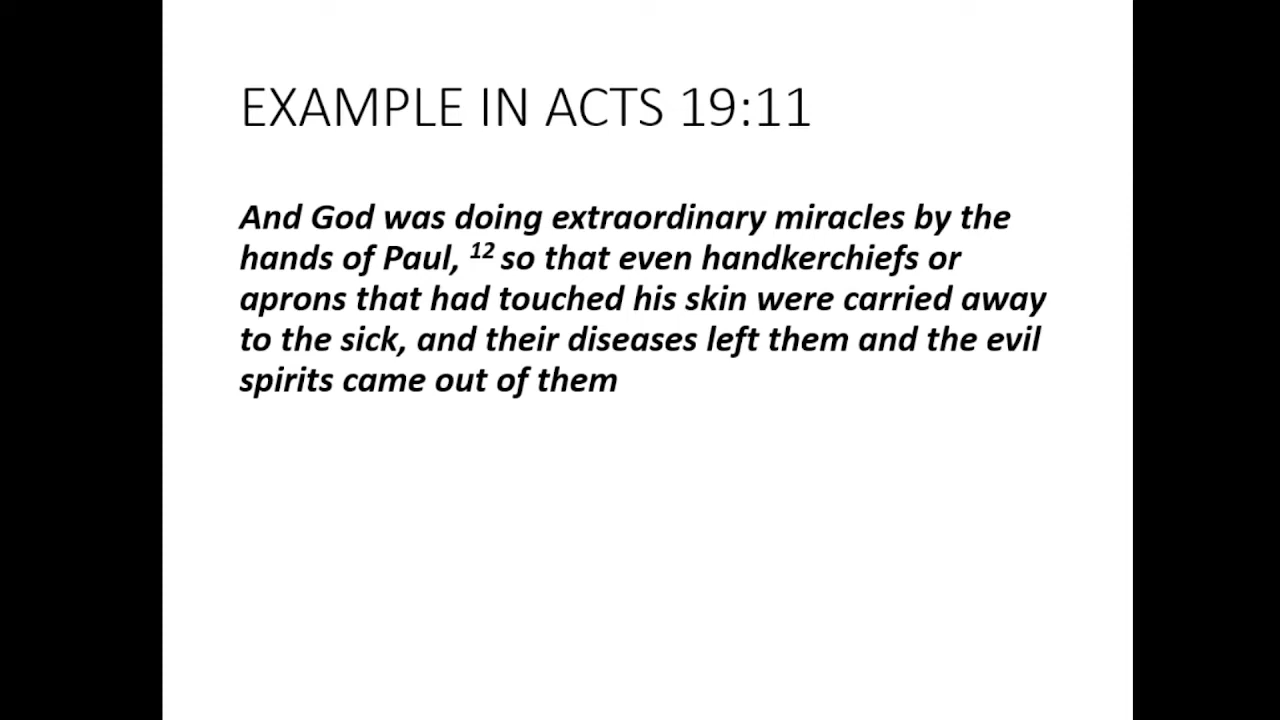 EXAMPLE IN ACTS 19:11
And God was doing extraordinary miracles by the
hands of Paul, 12 so that even handkerchiefs or
aprons that had touched his skin were carried away
to the sick, and their diseases left them and the evil
spirits came out of them